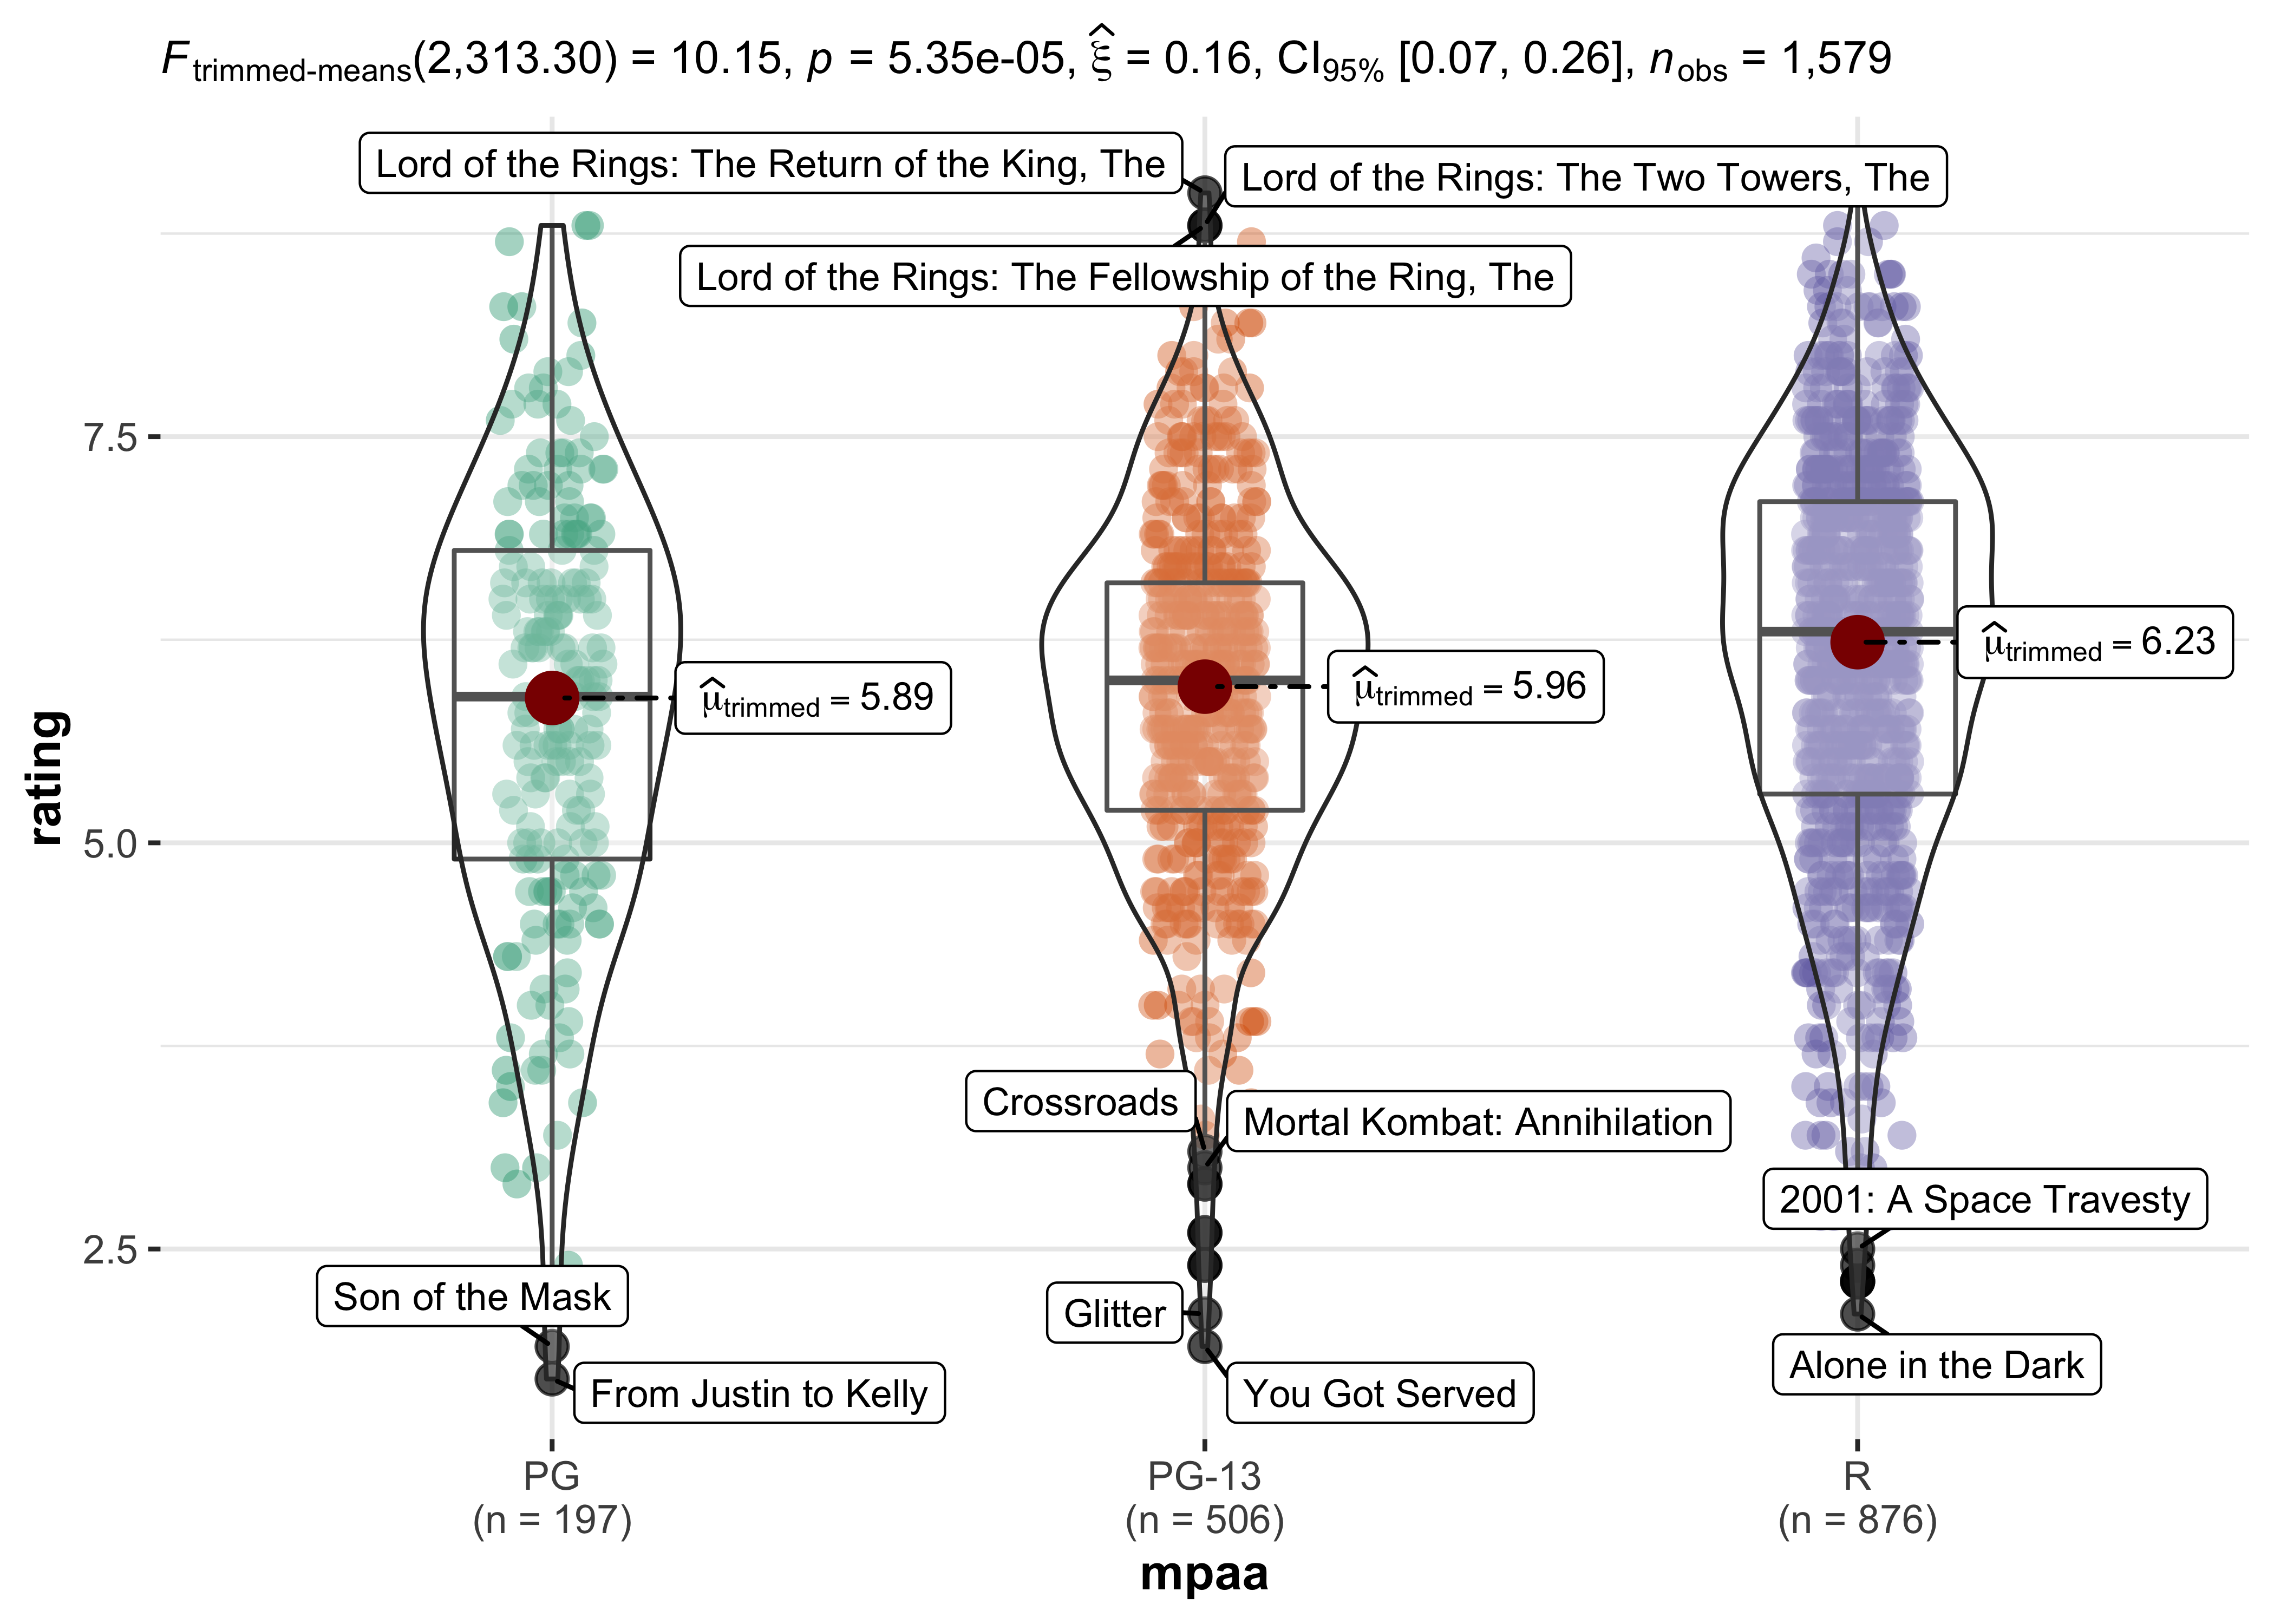 F trimmed-means(2,313.30) = 10.15, p = 5.35e-05, ξ̂ = 0.16, CI95% [0.07, 0.26], nobs = 1,579
Lord of the Rings: The Return of the King, The
Lord of the Rings: The Two Towers, The
Lord of the Rings: The Fellowship of the Ring, The
7.5
μ̂trimmed = 6.23
μ̂trimmed = 5.89
μ̂trimmed = 5.96
rating
5.0
Crossroads
Mortal Kombat: Annihilation
2001: A Space Travesty
2.5
Son of the Mask
Glitter
Alone in the Dark
From Justin to Kelly
You Got Served
PG
(n = 197)
PG-13
(n = 506)
R
(n = 876)
mpaa